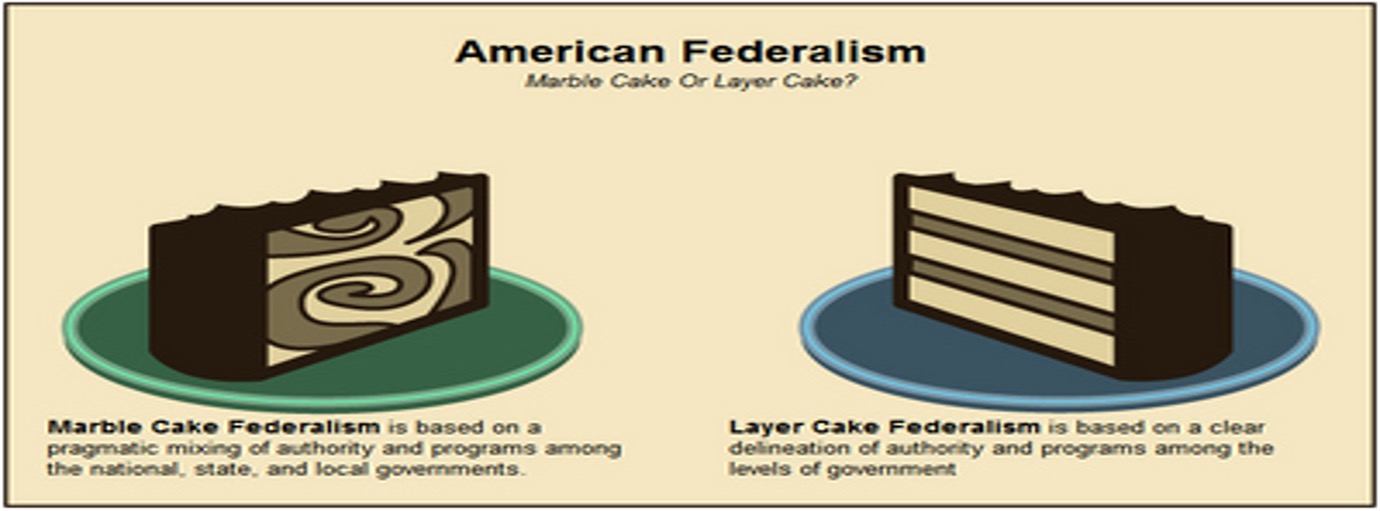 American Federalism
Marble Cake Or Layer Cake?
Marble Cake Federalism is based on a
pragmatic mixing of authority and programs among
the national, state, and local governments.
Layer Cake Federalism is based on a clear
delineation of authority and programs among the
levels of government